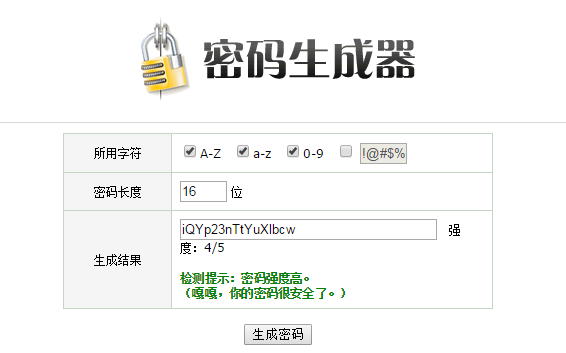 密码生成器
所用字符 A-Z a-z 0-9 !@#$%
密码长度 16 位
生成结果
iQYp23nTtYuXlbcw 强
度：4/5
检测提示：密码强度高。
（嘎嘎，你的密码很安全了。）
生成密码